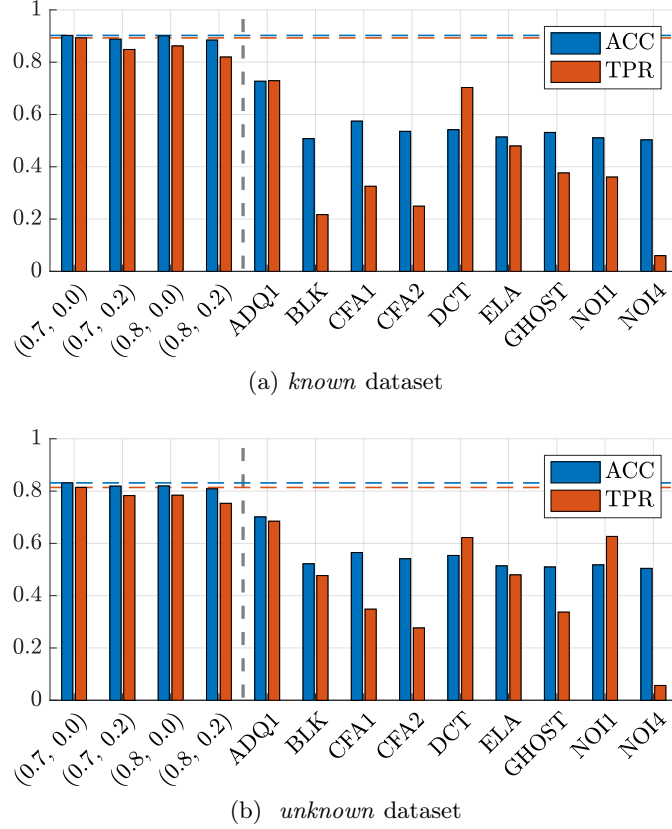 1
0.8
0.6
0.4
0.2
0
ACC
TPR
(0.7, 0.0)
(0.7, 0.2)
(0.8, 0.0)
(0.8, 0.2)
ADQ1
BLK
CFA1
CFA2
DCT
ELA
GHOST
NOI1
NOI4
(a) known dataset
1
0.8
0.6
0.4
0.2
0
ACC
TPR
(0.7, 0.0)
(0.7, 0.2)
(0.8, 0.0)
(0.8, 0.2)
ADQ1
BLK
CFA1
CFA2
DCT
ELA
GHOST
NOI1
NOI4
(b) unknown dataset